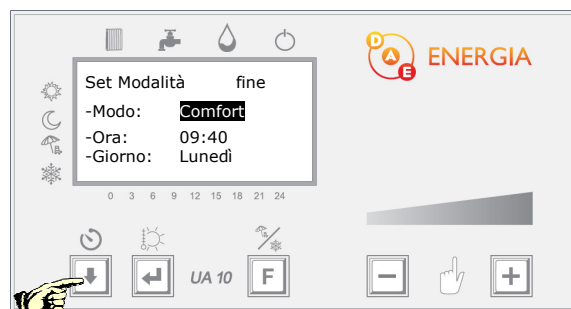 D A E ENERGIA
Set Modalità fine
-Modo: Comfort
-Ora: 09:40
-Giorno: Lunedì
0 3 6 9 12 15 18 21 24
UA 10 F